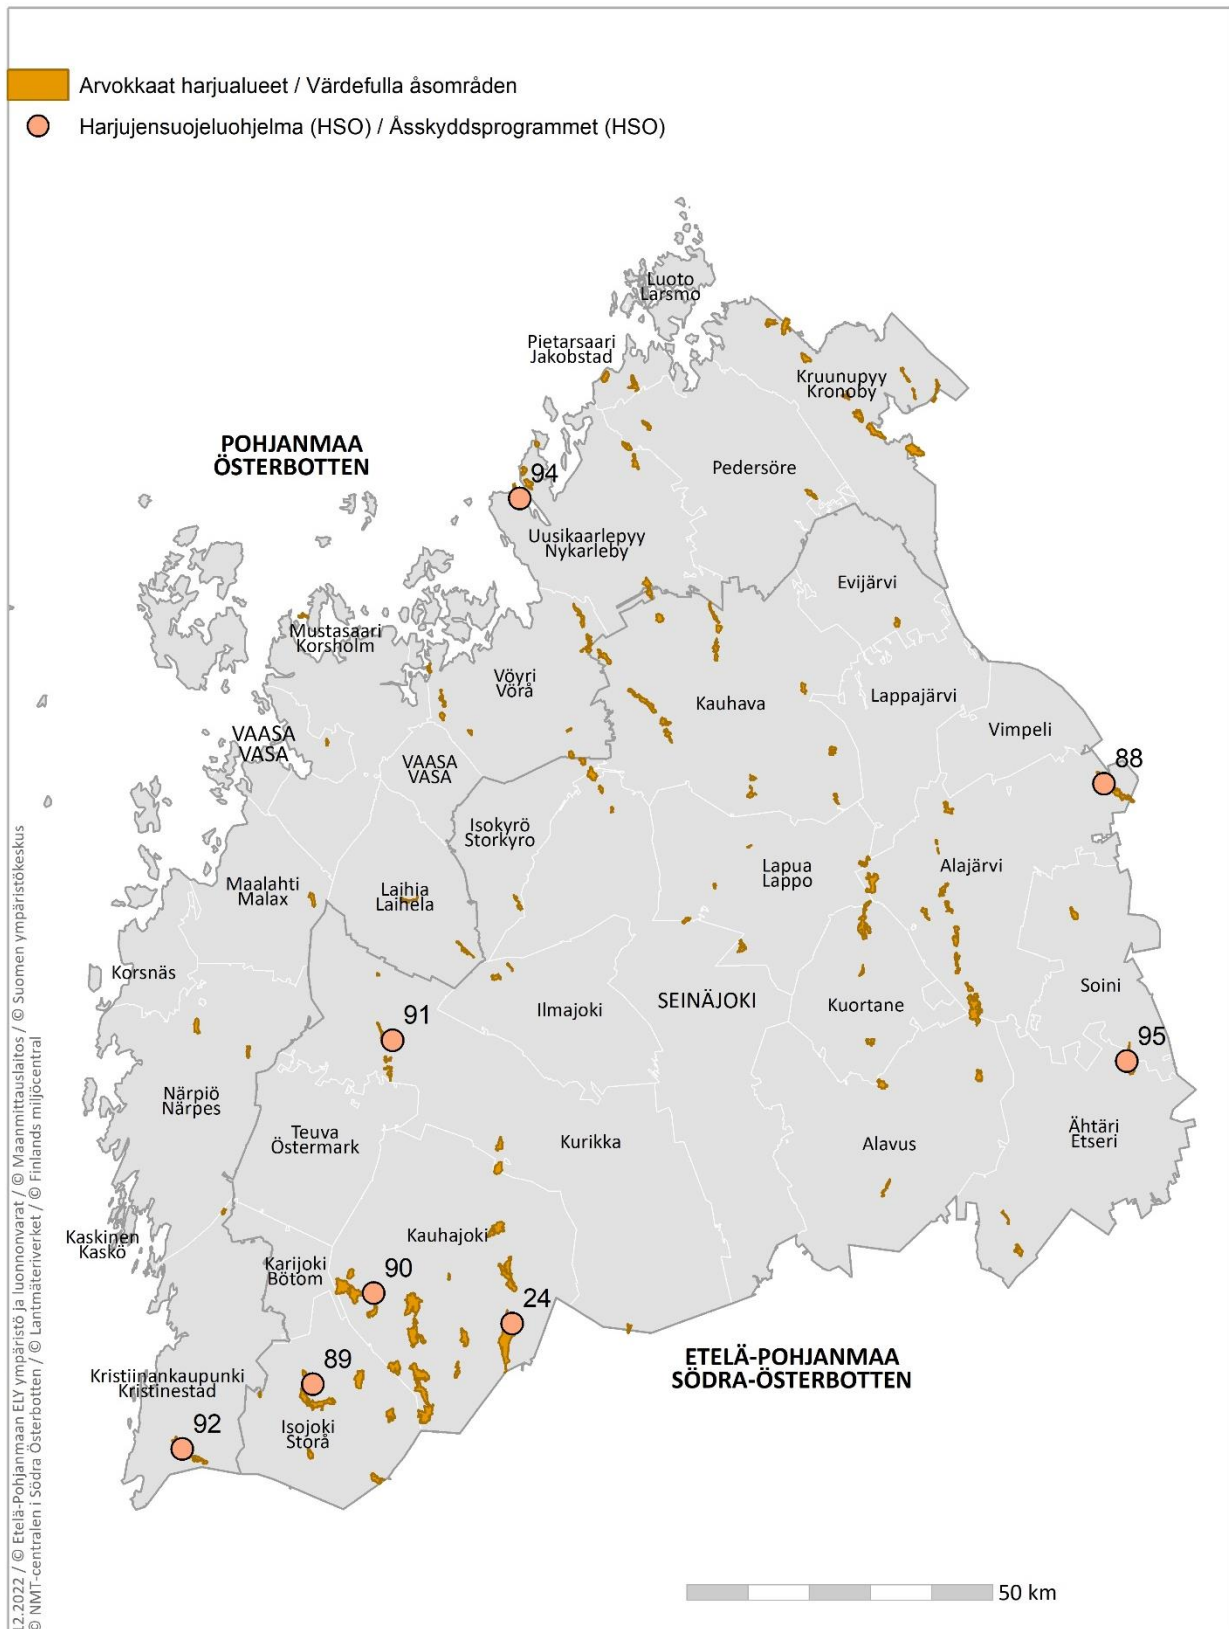 Arvokkaat harjualueet / Värdefulla åsområden
Harjujensuojeluohjelma (HSO) / Åsskyddsprogrammet (HSO)
Luoto
Larsmo
Pietarsaari
Jakobstad
Kruunupyy
Kronoby
POHJANMAA
ÖSTERBOTTEN
94
Pedersöre
Uusikaarlepyy
Nykarleby
Evijärvi
Mustasaari
Korsholm
Vöyri
Vörå
Kauhava
Lappajärvi
Vimpeli
VAASA
VASA
VAASA
VASA
88
Isokyrö
Storkyro
Lapua
Lappo
Alajärvi
Maalahti
Malax
Laihia
Laihela
Korsnäs
Soini
SEINÄJOKI
Kuortane
Ilmajoki
91
95
Närpiö
Närpes
Teuva
Östermark
Kurikka
Ähtäri
Etseri
Alavus
Kaskinen
Kaskö
Kauhajoki
Karijoki
Bötom
90
24
ETELÄ-POHJANMAA
SÖDRA-ÖSTERBOTTEN
Kristiinankaupunki
Kristinestad
89
92
Isojoki
Storå
50 km
12.2022 / © Etelä-Pohjanmaan ELY ympäristö ja luonnonvarat / © Maanmittauslaitos / © Suomen ympäristökeskus
© NMT-centralen i Södra Österbotten / © Lantmäteriverket / © Finlands miljöcentral